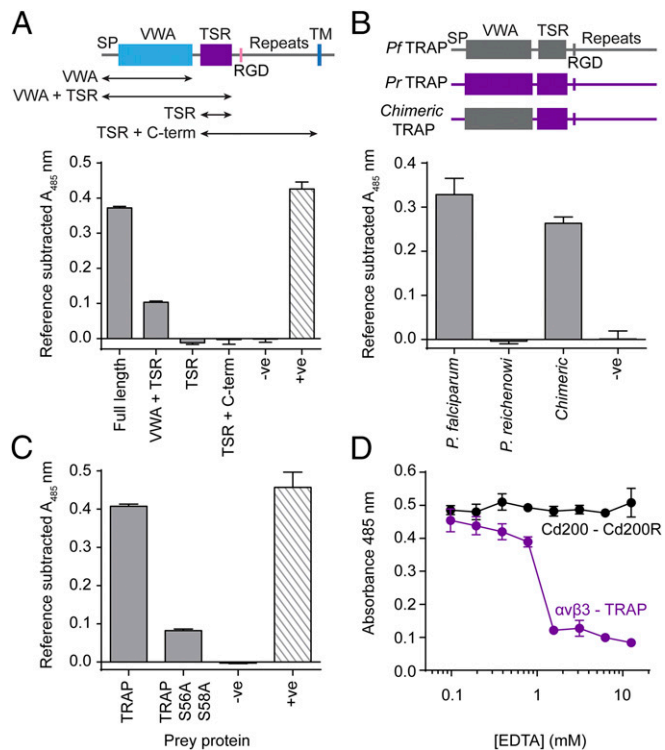 A
SP VWA TSR Repeats TM
RGD
VWA
VWA + TSR
TSR
TSR + C-term
Reference subtracted A485 nm
0.5
0.4
0.3
0.2
0.1
0.0
Full length
VWA + TSR
TSR
TSR + C-term
-ve
+ve
B
SP VWA TSR Repeats
Pf TRAP
RGD
Pr TRAP
Chimeric
TRAP
Reference subtracted A485 nm
0.4
0.3
0.2
0.1
0.0
P. falciparum
P. reichenowi
Chimeric
-ve
C
Reference subtracted A485 nm
0.5
0.4
0.3
0.2
0.1
0.0
TRAP
TRAP
S56A
S58A
-ve
+ve
Prey protein
D
Absorbance 485 nm
0.6
0.5
0.4
0.3
0.2
0.1
0.0
Cd200 - Cd200R
αvβ3 - TRAP
0.1 1 10
[EDTA] (mM)